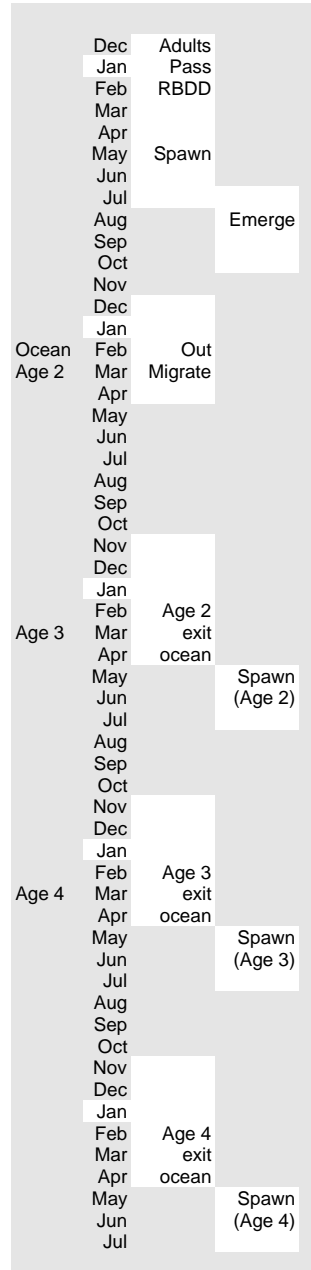 Dec Adults
Jan Pass
Feb RBDD
Mar
Apr
May Spawn
Jun
Jul
Aug Emerge
Sep
Oct
Nov
Dec
Jan
Ocean Feb Out
Age 2 Mar Migrate
Apr
May
Jun
Jul
Aug
Sep
Oct
Nov
Dec
Jan
Feb Age 2
Age 3 Mar exit
Apr ocean
May Spawn
Jun (Age 2)
Jul
Aug
Sep
Oct
Nov
Dec
Jan
Feb Age 3
Age 4 Mar exit
Apr ocean
May Spawn
Jun (Age 3)
Jul
Aug
Sep
Oct
Nov
Dec
Jan
Feb Age 4
Mar exit
Apr ocean
May Spawn
Jun (Age 4)
Jul